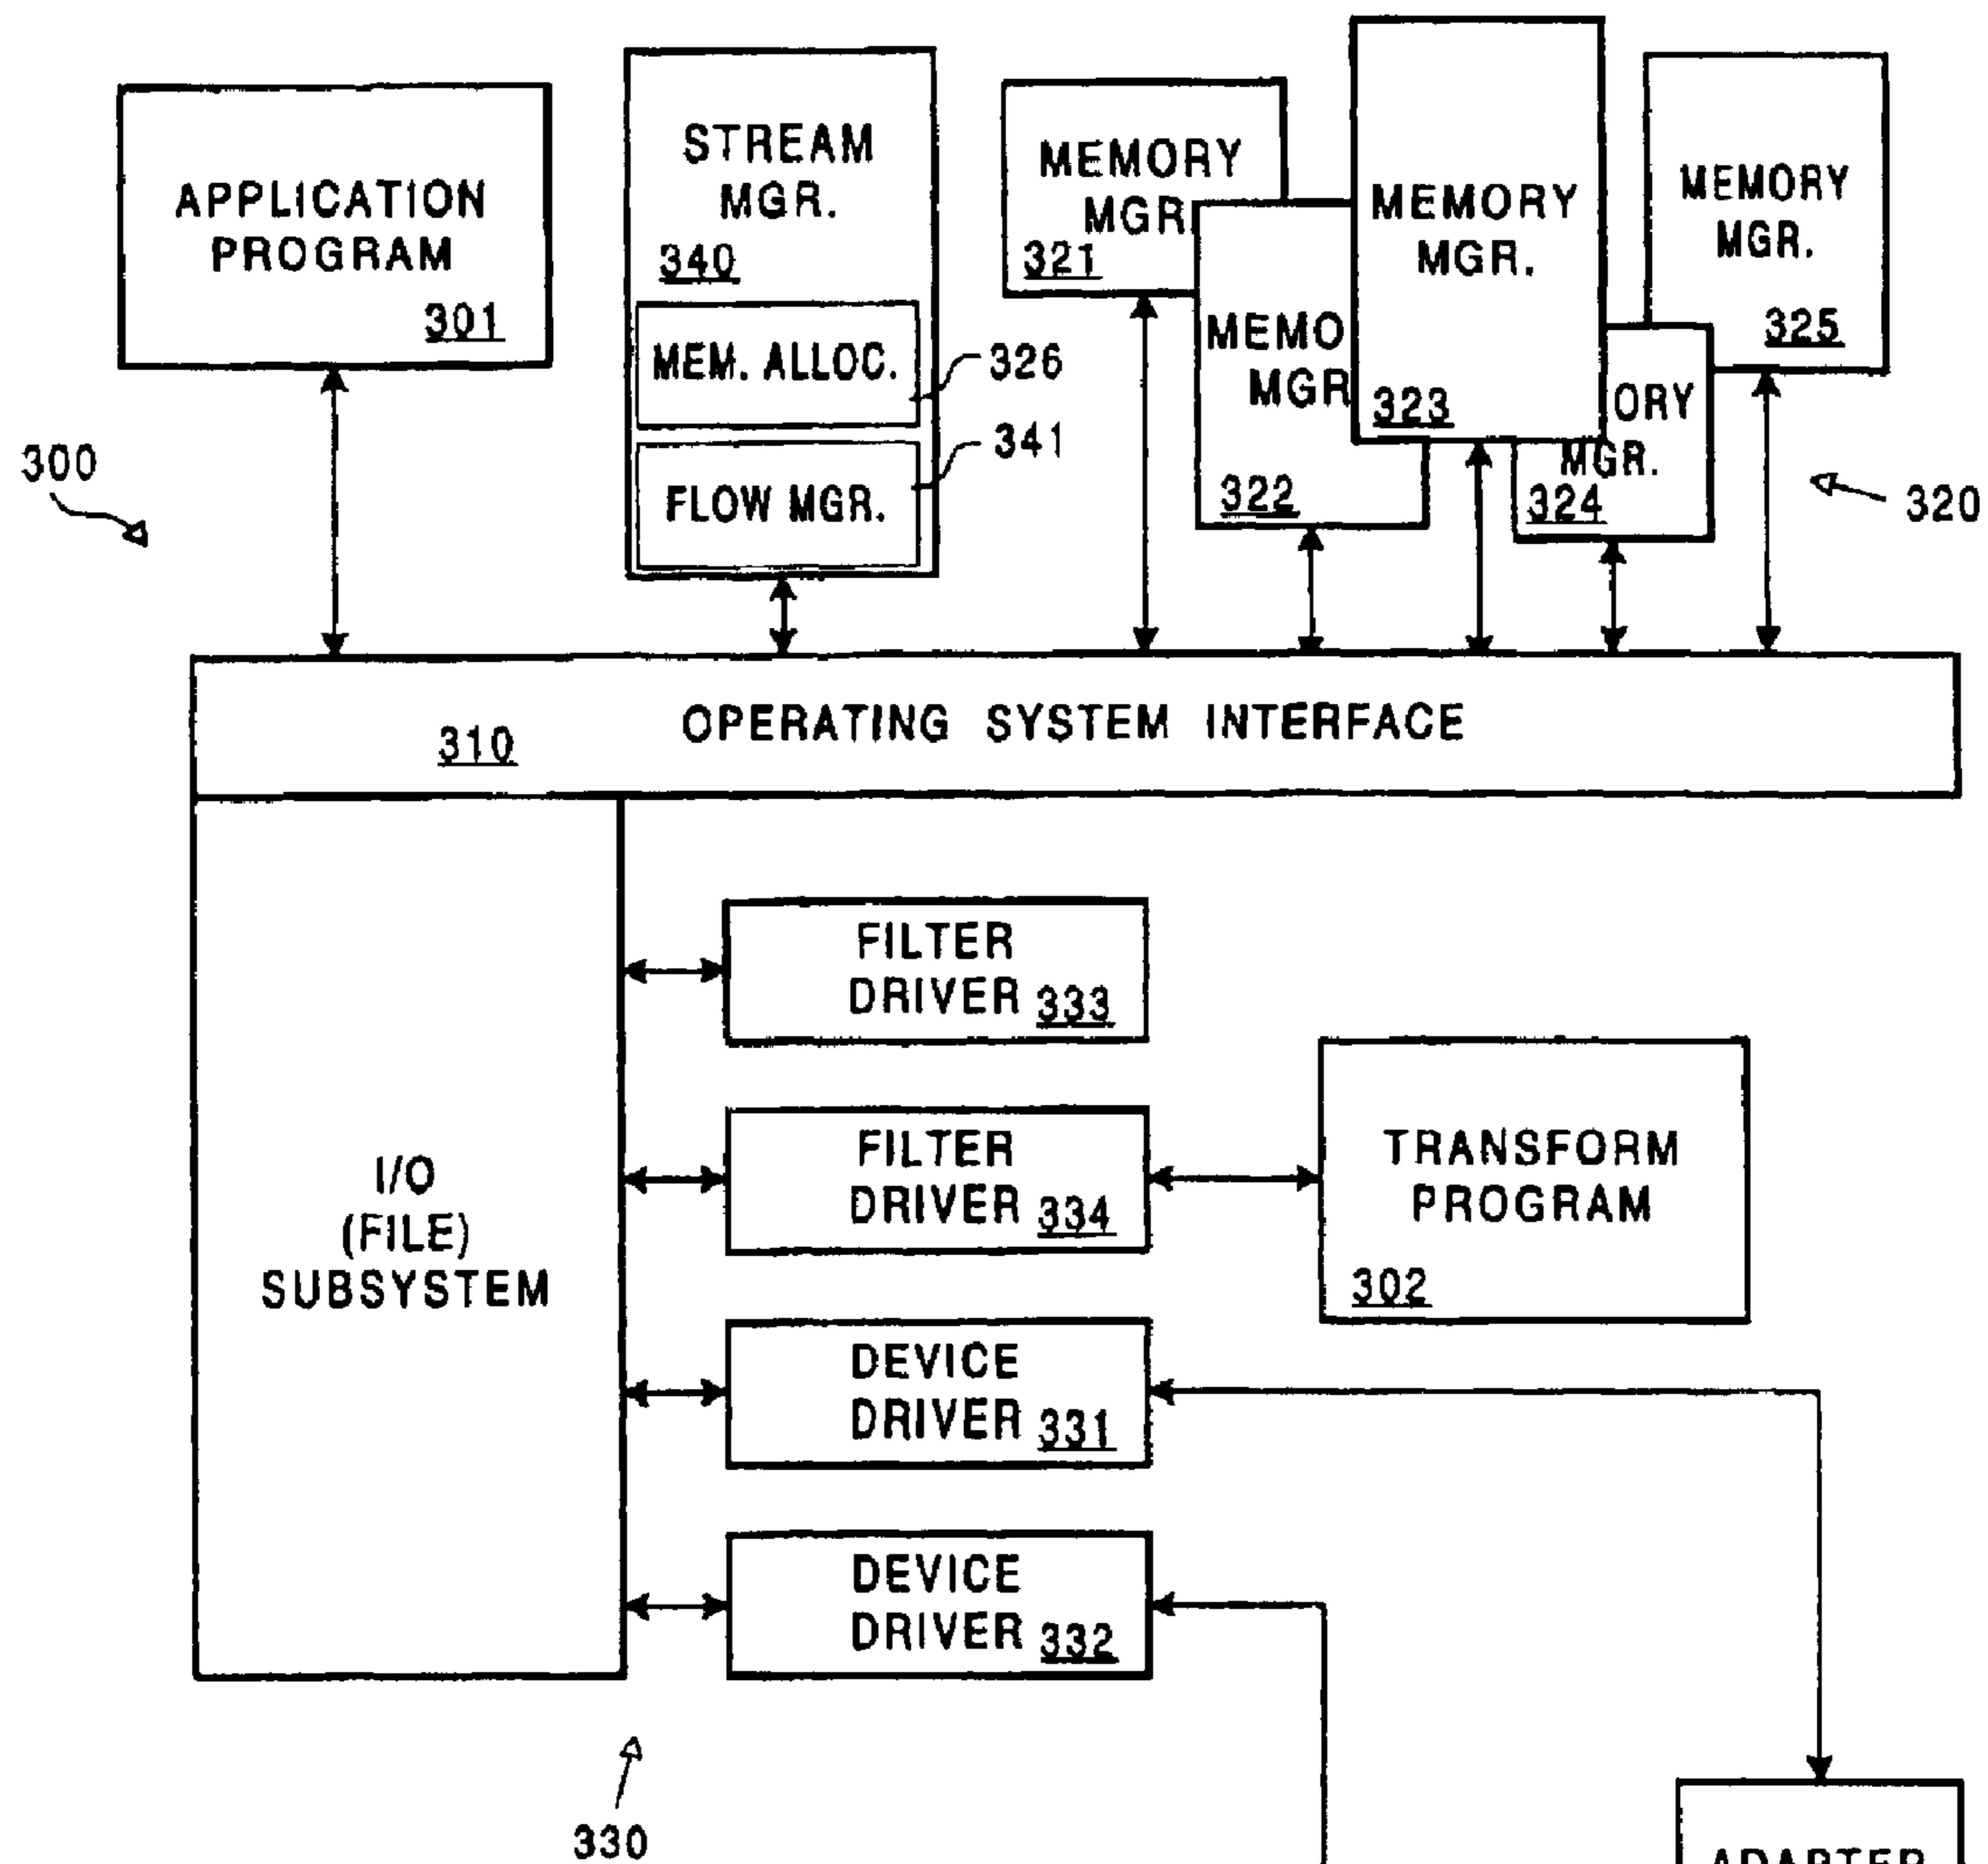 APPLICATION
PROGRAM
301
STREAM
MGR.
340
MEM. ALLOC.
326
FLOW MGR.
341
MEMORY
MGR.
321
MEMO
MGR
322
MEMORY
MGR.
323
ORY
MGR.
324
MEMORY
MGR.
325
300
320
310
OPERATING SYSTEM INTERFACE
I/O
(FILE)
SUBSYSTEM
FILTER
DRIVER 333
FILTER
DRIVER 334
TRANSFORM
PROGRAM
302
DEVICE
DRIVER 331
DEVICE
DRIVER 332
330
ADAPTER